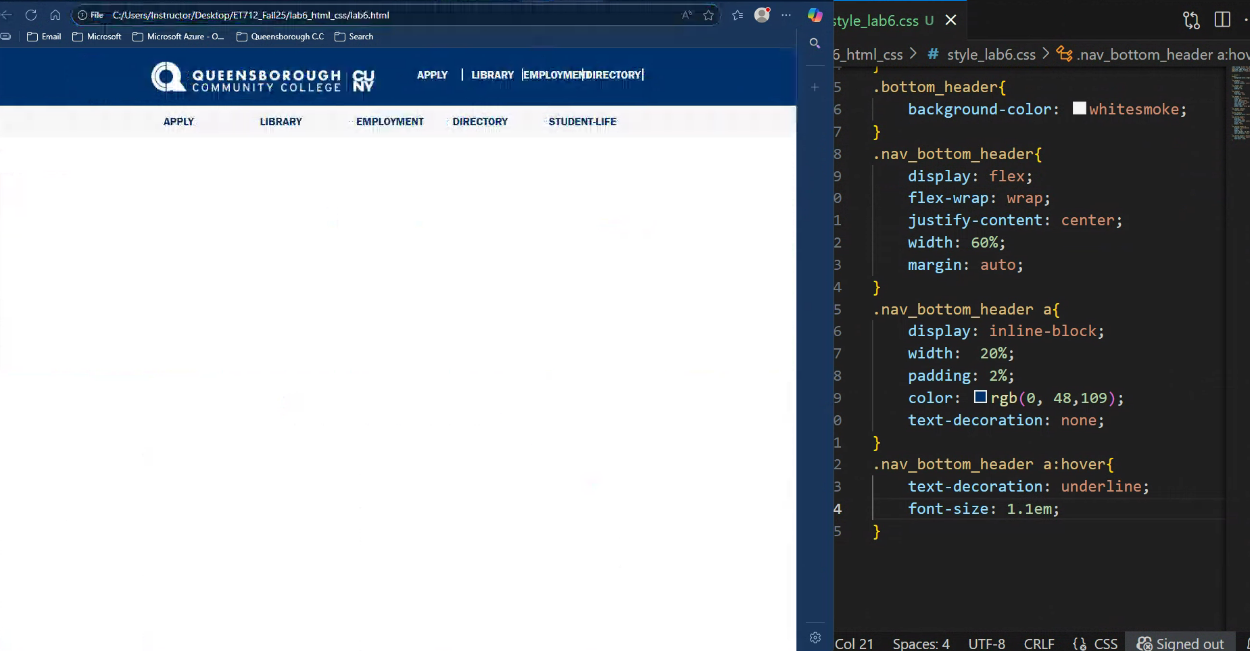 File C:/Users/Instructor/Desktop/ET712_Fall25/lab6_html_css/lab6.html
Email Microsoft Microsoft Azure - O... Queensborough C.C Search
QUEENSBOROUGH
COMMUNITY COLLEGE
CU
NY
APPLY | LIBRARY |EMPLOYMENT|DIRECTORY|
APPLY LIBRARY EMPLOYMENT DIRECTORY STUDENT-LIFE
style_lab6.css U
6_html_css > # style_lab6.css > .nav_bottom_header a:hov
}
5 .bottom_header{
6 background-color: whitesmoke;
7 }
8 .nav_bottom_header{
9 display: flex;
0 flex-wrap: wrap;
1 justify-content: center;
2 width: 60%;
3 margin: auto;
4 }
5 .nav_bottom_header a{
6 display: inline-block;
7 width:  20%;
8 padding: 2%;
9 color: rgb(0, 48,109);
0 text-decoration: none;
1 }
2 .nav_bottom_header a:hover{
3 text-decoration: underline;
4 font-size: 1.1em;
5 }
Col 21 Spaces: 4 UTF-8 CRLF {} CSS Signed out